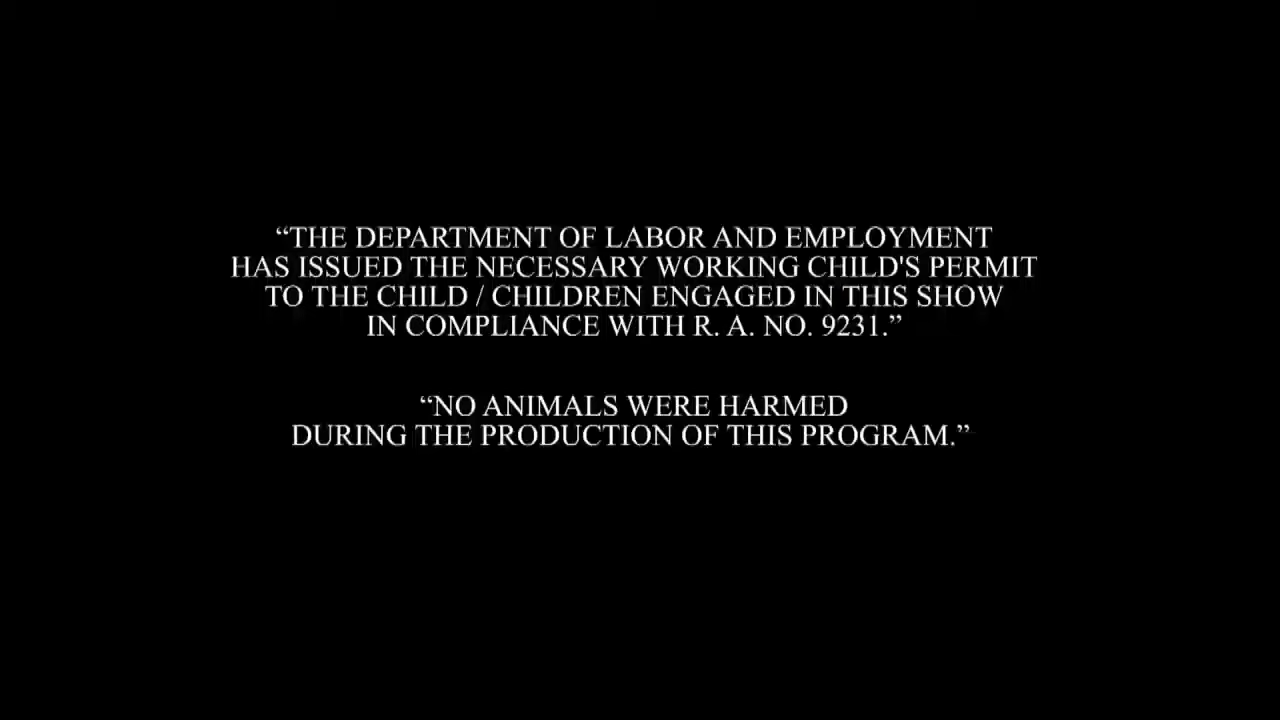 “THE DEPARTMENT OF LABOR AND EMPLOYMENT
HAS ISSUED THE NECESSARY WORKING CHILD'S PERMIT
TO THE CHILD / CHILDREN ENGAGED IN THIS SHOW
IN COMPLIANCE WITH R. A. NO. 9231.”
“NO ANIMALS WERE HARMED
DURING THE PRODUCTION OF THIS PROGRAM.”